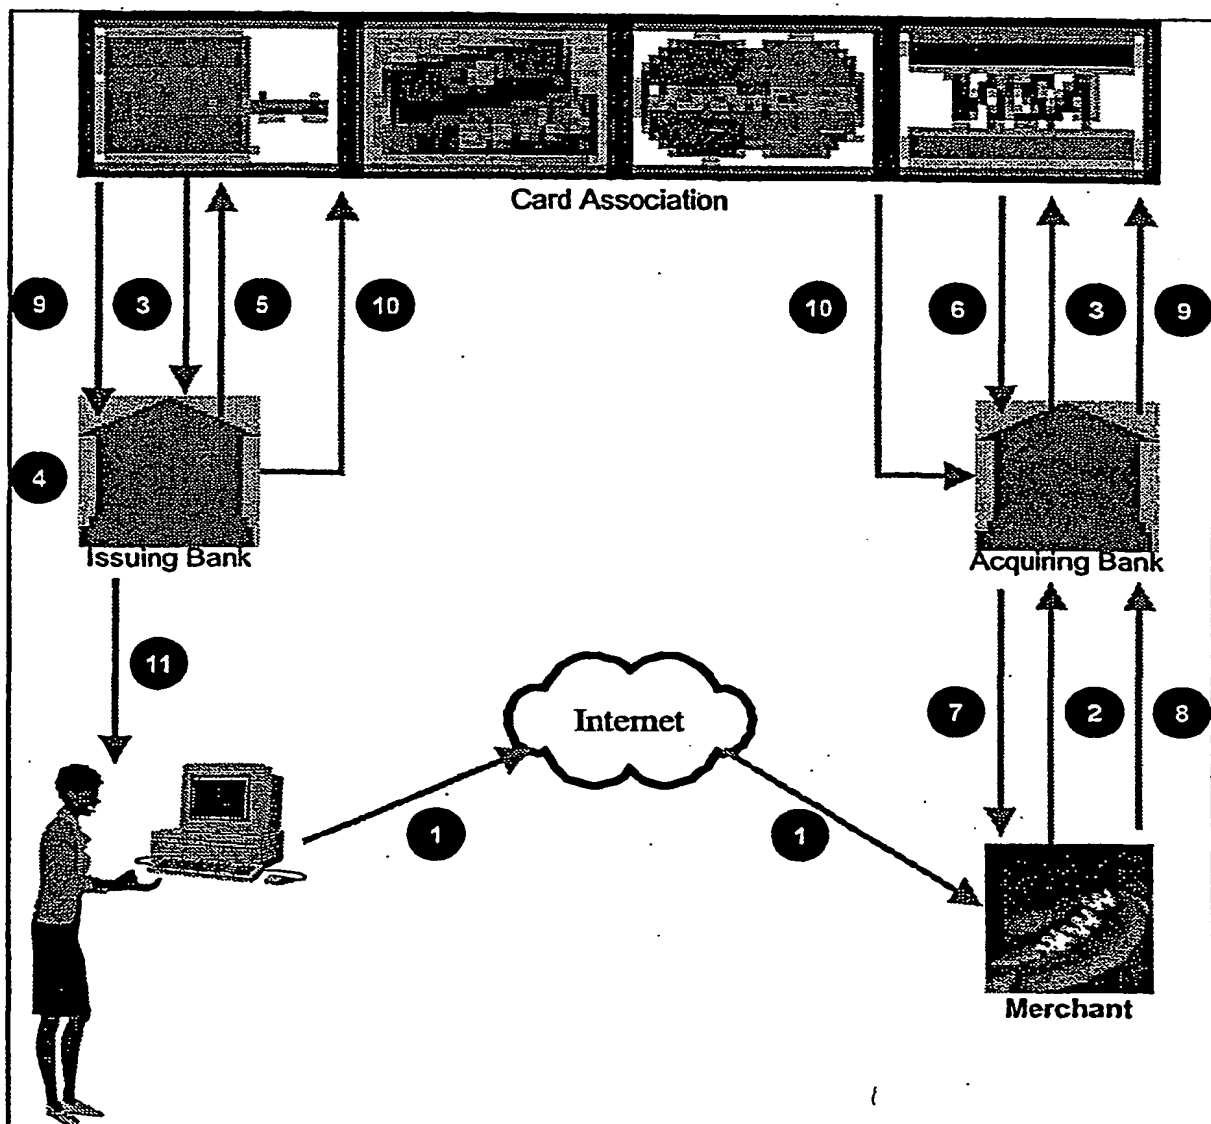 Card Association
9 3 5 10 10 6 3 9
4
Issuing Bank
Acquiring Bank
11
Internet
7 2 8
1 1
WWW
Merchant